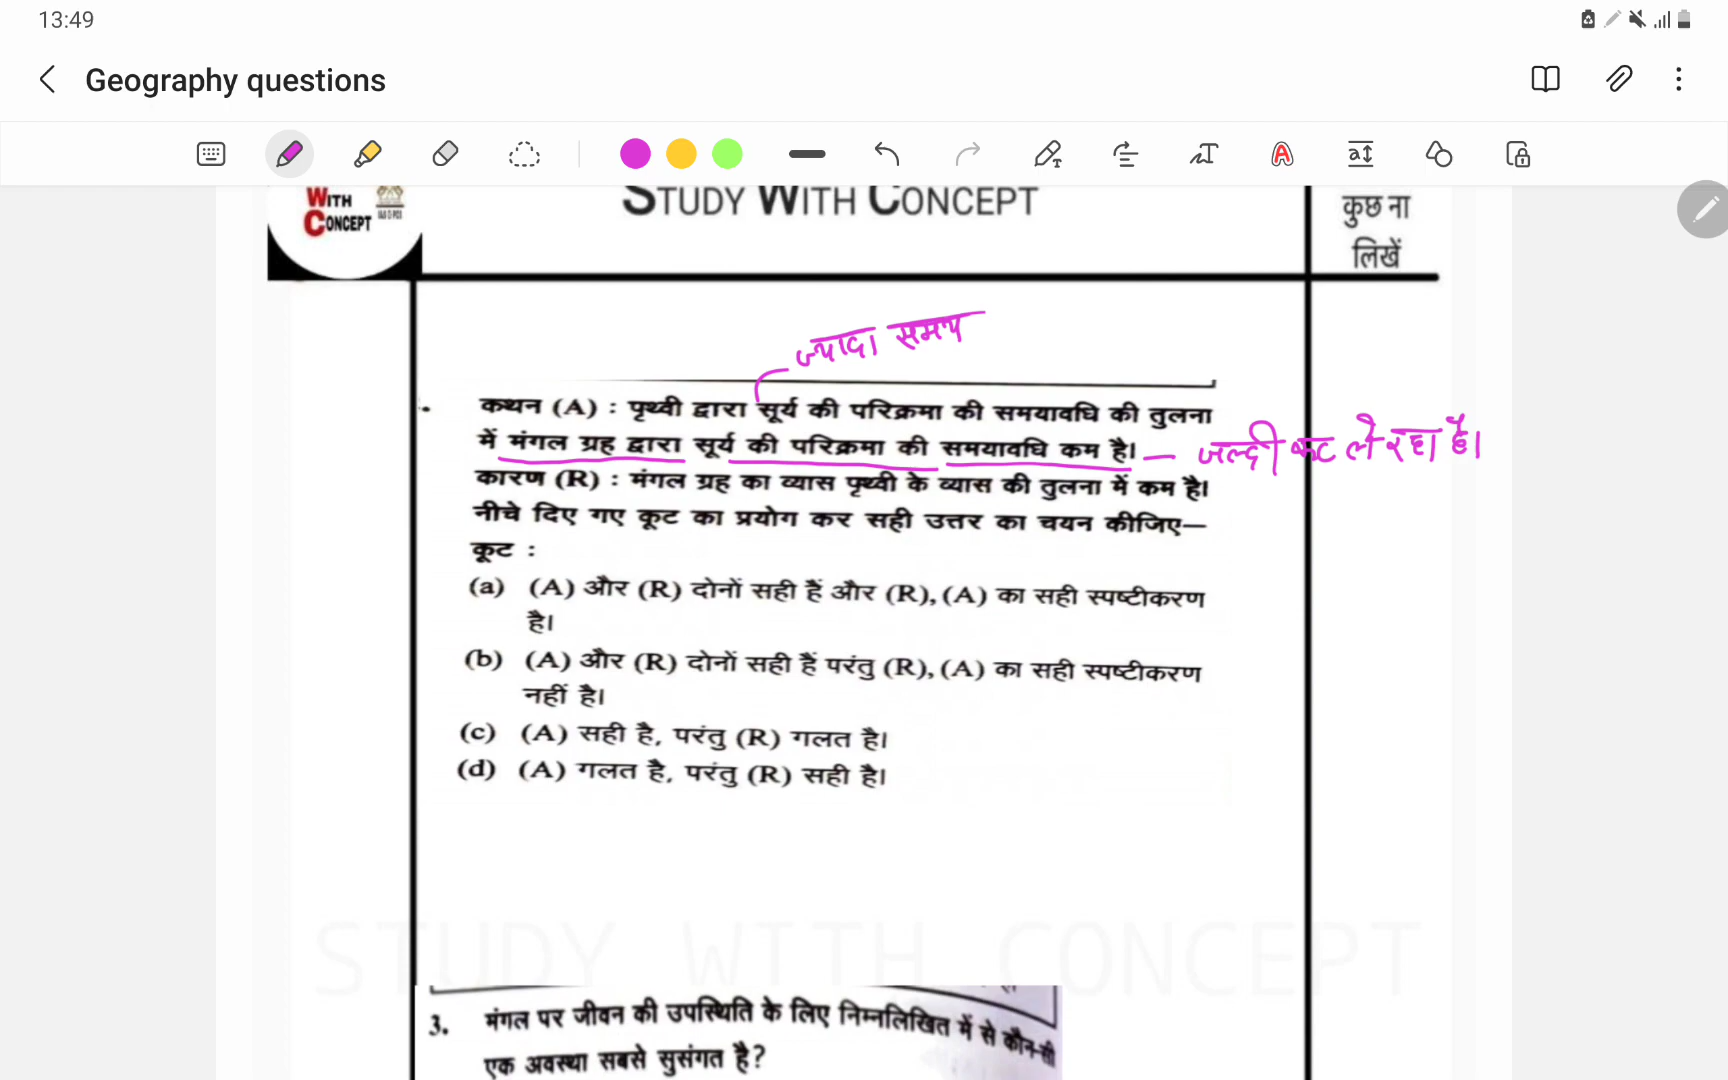 13:49
Geography questions
WITH
CONCEPT
STUDY WITH CONCEPT
कुछ ना
लिखें
ज्यादा समय
कथन (A) : पृथ्वी द्वारा सूर्य की परिक्रमा की समयावधि की तुलना
में मंगल ग्रह द्वारा सूर्य की परिक्रमा की समयावधि कम है।
जल्दी काट ले रहा है।
कारण (R) : मंगल ग्रह का व्यास पृथ्वी के व्यास की तुलना में कम है।
नीचे दिए गए कूट का प्रयोग कर सही उत्तर का चयन कीजिए—
कूट :
(a) (A) और (R) दोनों सही हैं और (R), (A) का सही स्पष्टीकरण
है।
(b) (A) और (R) दोनों सही हैं परंतु (R), (A) का सही स्पष्टीकरण
नहीं है।
(c) (A) सही है, परंतु (R) गलत है।
(d) (A) गलत है, परंतु (R) सही है।
STUDY WITH CONCEPT
3. मंगल पर जीवन की उपस्थिति के लिए निम्नलिखित में से कौन-सी
एक अवस्था सबसे सुसंगत है?